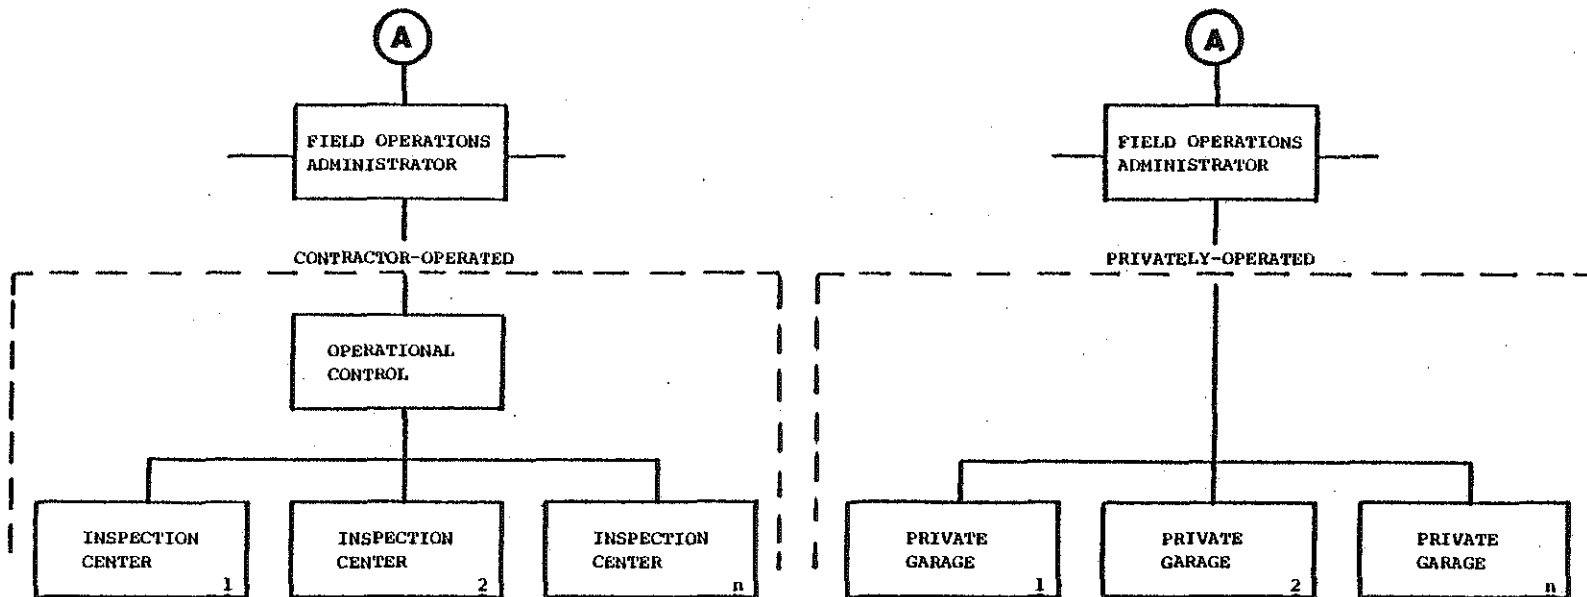 A
FIELD OPERATIONS
ADMINISTRATOR
CONTRACTOR-OPERATED
OPERATIONAL
CONTROL
INSPECTION
CENTER
1
INSPECTION
CENTER
2
INSPECTION
CENTER
n
A
FIELD OPERATIONS
ADMINISTRATOR
PRIVATELY-OPERATED
PRIVATE
GARAGE
1
PRIVATE
GARAGE
2
PRIVATE
GARAGE
n